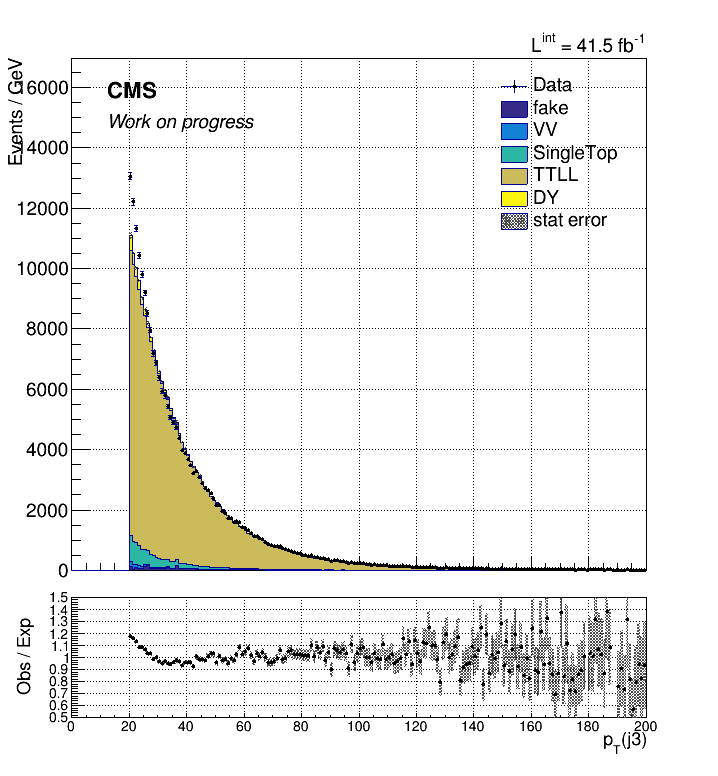 L^int = 41.5 fb^-1
Events / GeV
16000
14000
12000
10000
8000
6000
4000
2000
0
CMS
Work on progress
Data
fake
VV
SingleTop
TTLL
DY
stat error
Obs / Exp
1.5
1.4
1.3
1.2
1.1
1
0.9
0.8
0.7
0.6
0.5
0 20 40 60 80 100 120 140 160 180 200
p_T(j3)